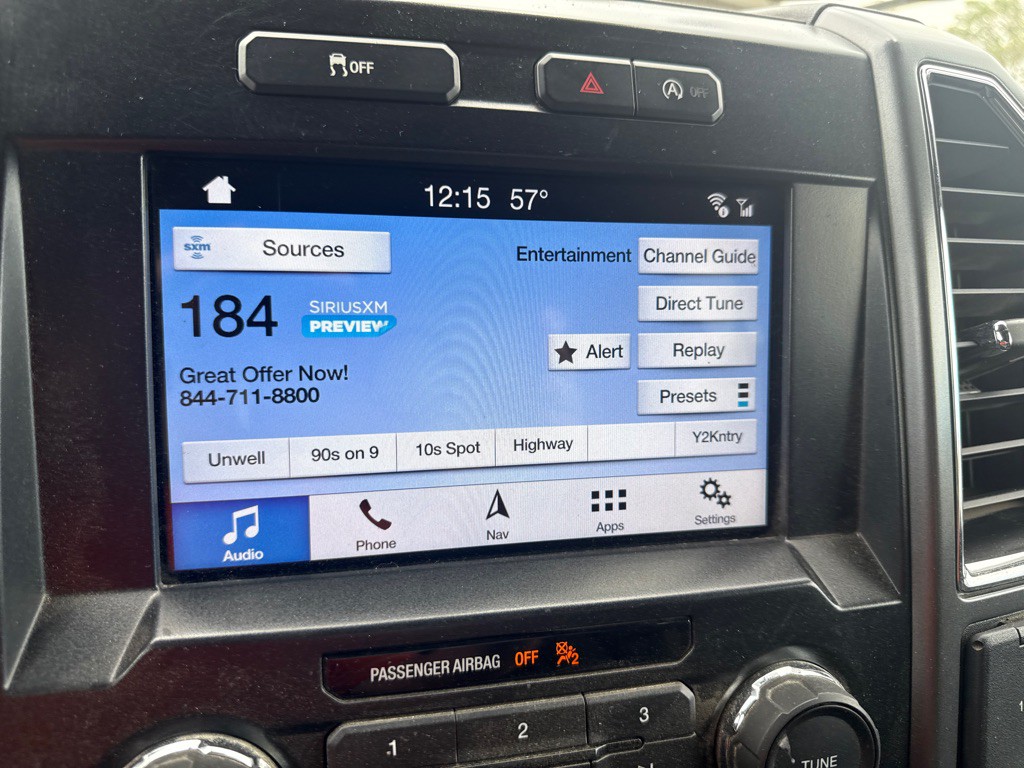 OFF
A OFF
12:15 57°
sxm Sources Entertainment Channel Guide
184 SIRIUSXM PREVIEW Direct Tune
Alert Replay
Great Offer Now!
844-711-8800 Presets
Unwell 90s on 9 10s Spot Highway Y2Kntry
Audio Phone Nav Apps Settings
PASSENGER AIRBAG OFF 2
1 2 3
TUNE